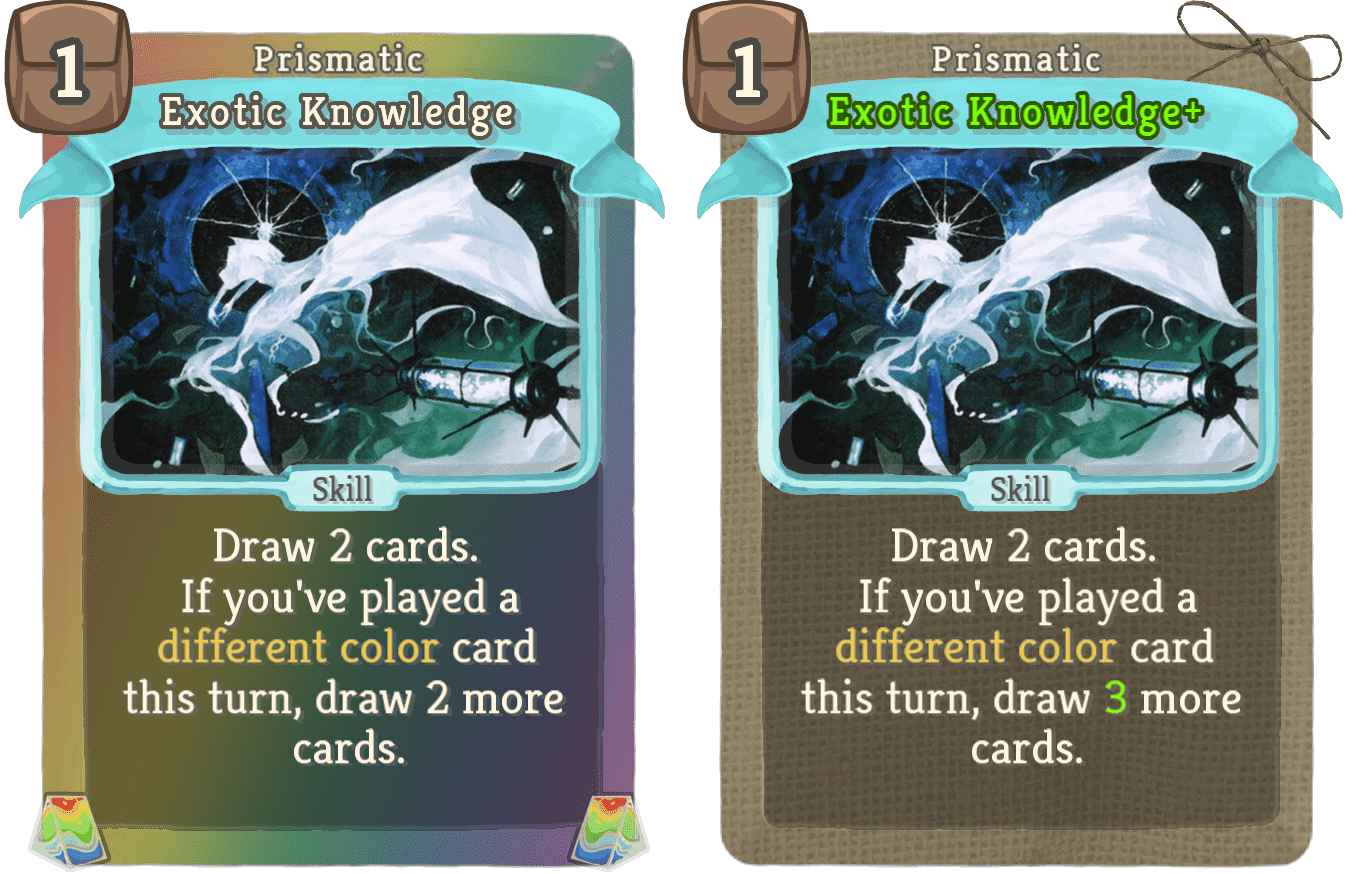 1
Prismatic
Exotic Knowledge
Skill
Draw 2 cards.
If you've played a
different color card
this turn, draw 2 more
cards.
1
Prismatic
Exotic Knowledge+
Skill
Draw 2 cards.
If you've played a
different color card
this turn, draw 3 more
cards.